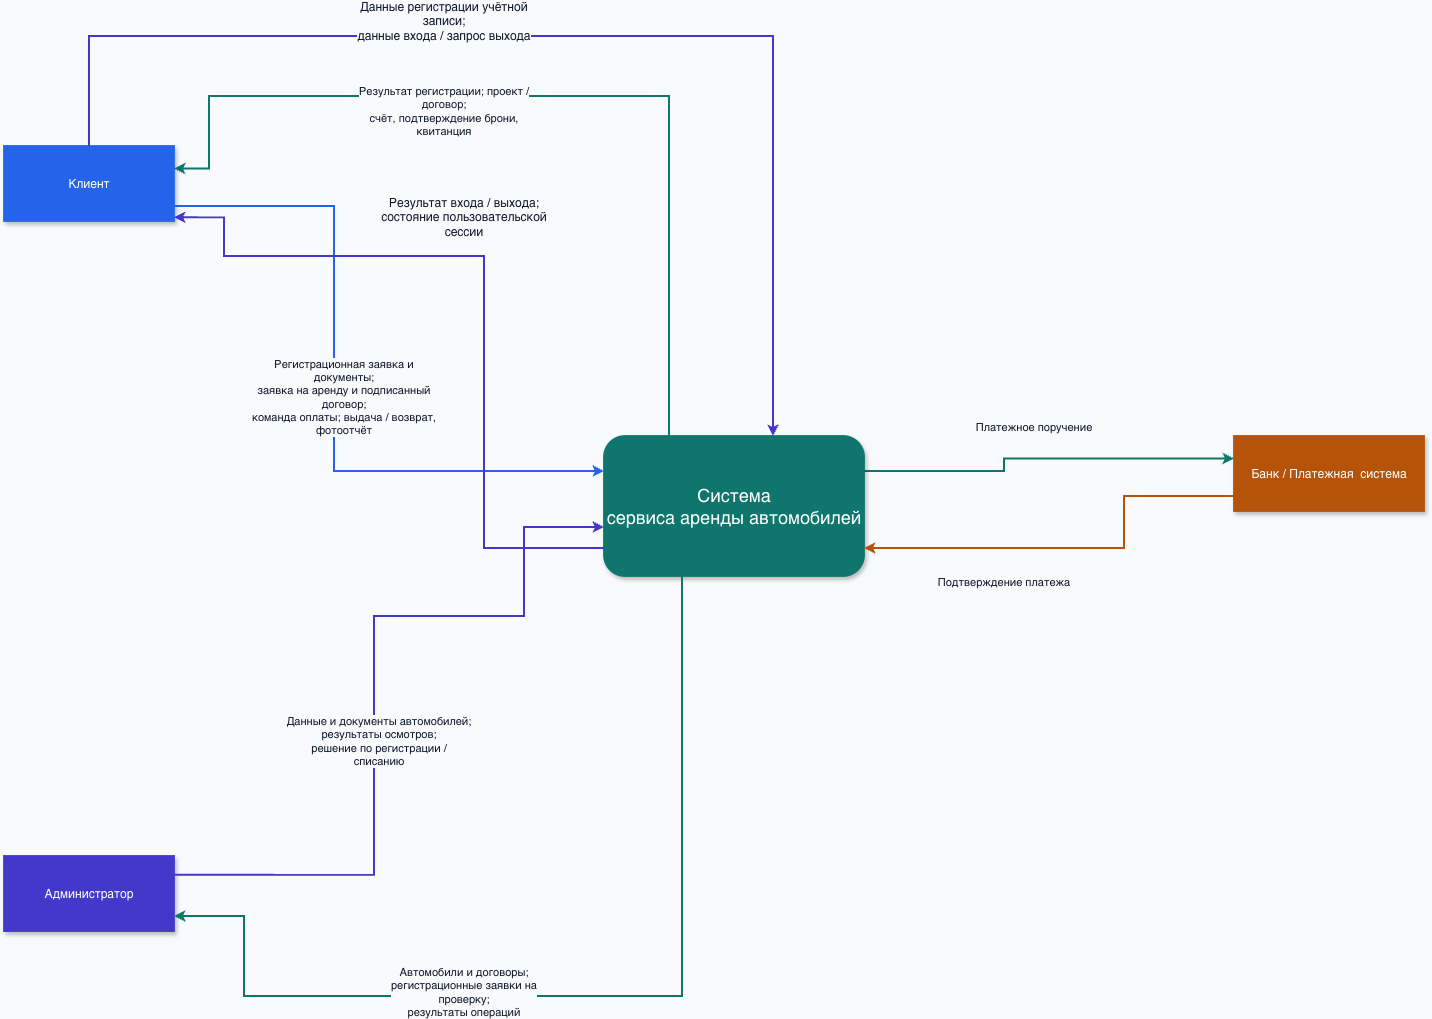 Данные регистрации учётной
записи;
данные входа / запрос выхода
Результат регистрации; проект /
договор;
счёт, подтверждение брони,
квитанция
Клиент
Результат входа / выхода;
состояние пользовательской
сессии
Регистрационная заявка и
документы;
заявка на аренду и подписанный
договор;
команда оплаты; выдача / возврат,
фотоотчёт
Платежное поручение
Банк / Платежная система
Система
сервиса аренды автомобилей
Подтверждение платежа
Данные и документы автомобилей;
результаты осмотров;
решение по регистрации /
списанию
Администратор
Автомобили и договоры;
регистрационные заявки на
проверку;
результаты операций